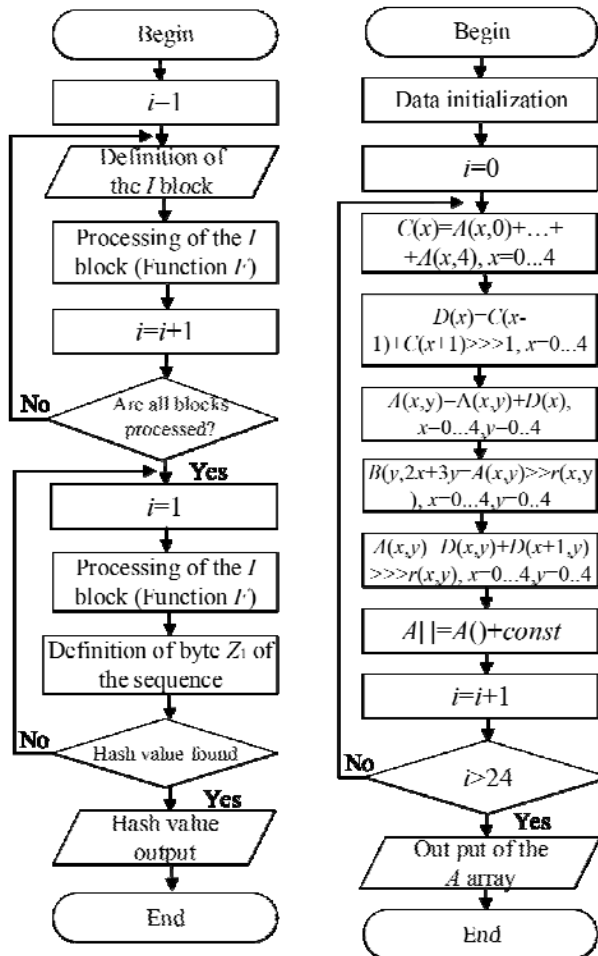 Begin
i–1
Definition of
the I block
Processing of the I
block (Function F)
i=i+1
No
Are all blocks
processed?
Yes
i=1
Processing of the I
block (Function F)
Definition of byte Z1 of
the sequence
No
Hash value found
Yes
Hash value
output
End
Begin
Data initialization
i=0
C(x)=A(x,0)+…+
+A(x,4), x=0...4
D(x)–C(x-
1)+C(x+1)>>>1, x=0...4
A(x,y)–A(x,y)+D(x),
x–0...4,y–0..4
B(y,2x+3y–A(x,y)>>r(x,y
), x=0...4,y=0..4
A(x,y) D(x,y)+D(x+1,y)
>>>r(x,y), x=0...4,y=0..4
A||=A()+const
i=i+1
No
i>24
Yes
Out put of the
A array
End